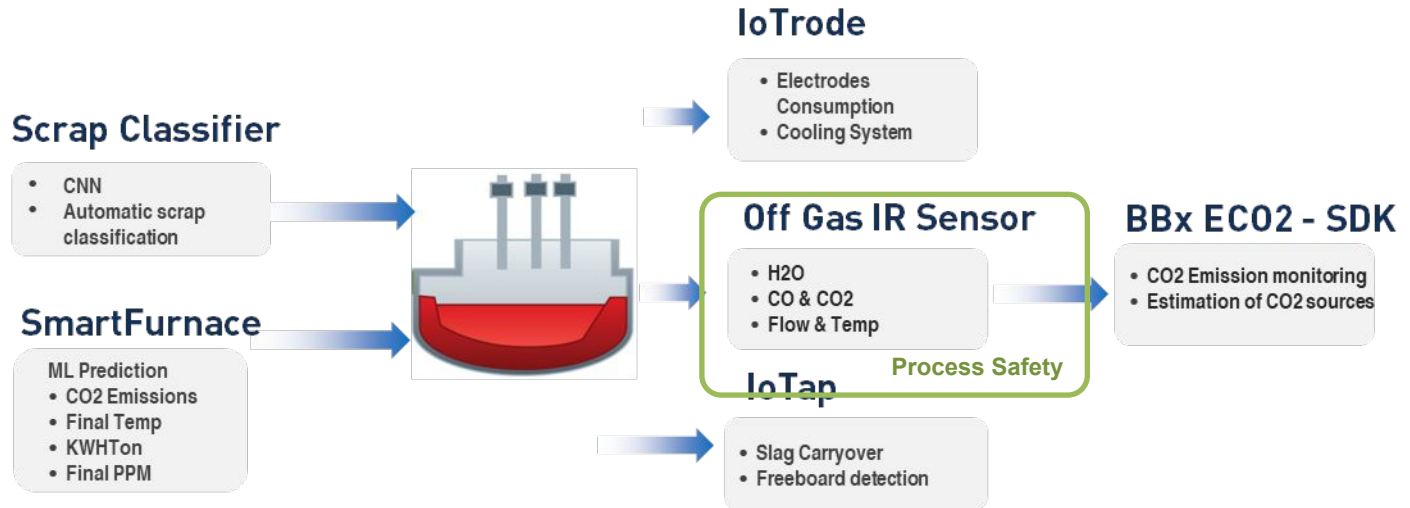 IoTrode
• Electrodes
Consumption
• Cooling System
Scrap Classifier
• CNN
• Automatic scrap
classification
SmartFurnace
ML Prediction
• CO2 Emissions
• Final Temp
• KWHTon
• Final PPM
Off Gas IR Sensor
• H2O
• CO & CO2
• Flow & Temp
Process Safety
BBx ECO2 - SDK
• CO2 Emission monitoring
• Estimation of CO2 sources
IoTap
• Slag Carryover
• Freeboard detection